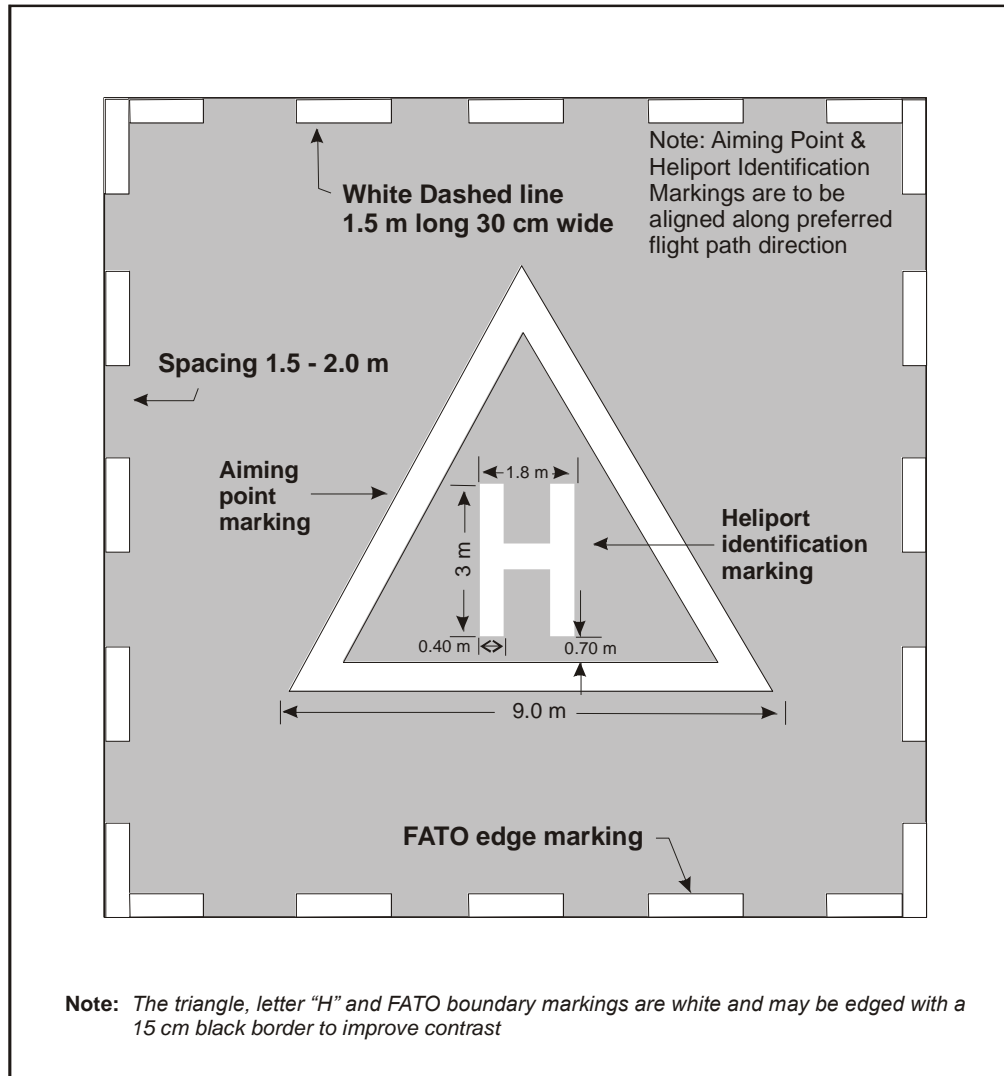 Note: Aiming Point &
Heliport Identification
Markings are to be
aligned along preferred
flight path direction
White Dashed line
1.5 m long 30 cm wide
Spacing 1.5 - 2.0 m
Aiming
point
marking
1.8 m
3 m
Heliport
identification
marking
0.40 m
0.70 m
9.0 m
FATO edge marking
H
Note: The triangle, letter “H” and FATO boundary markings are white and may be edged with a
15 cm black border to improve contrast